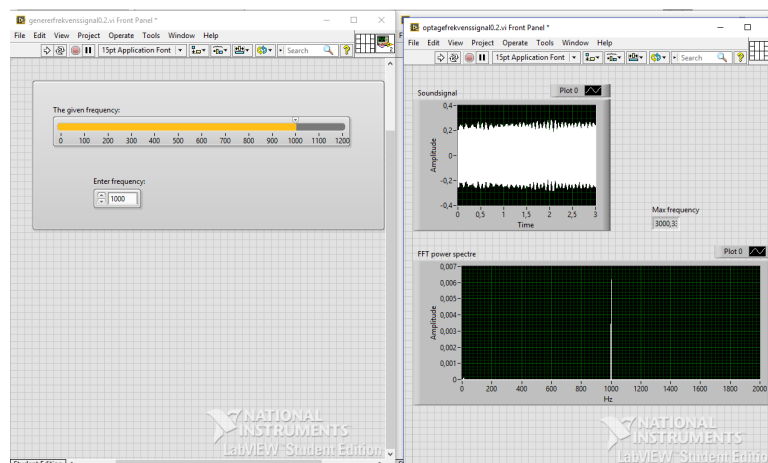 genererfrekvenssignal0.2.vi Front Panel *
File Edit View Project Operate Tools Window Help
15pt Application Font
Search
The given frequency:
0 100 200 300 400 500 600 700 800 900 1000 1100 1200
Enter frequency:
1000
NATIONAL
INSTRUMENTS
LabVIEW Student Edition
Student Edition
optagefrekvenssignal0.2.vi Front Panel *
File Edit View Project Operate Tools Window Help
15pt Application Font
Search
Soundsignal
Plot 0
0,4
0,2
0
-0,2
-0,4
Amplitude
0 0,5 1 1,5 2 2,5 3
Time
Max frequency
3000,3
FFT power spectre
Plot 0
0,007
0,006
0,005
0,004
0,003
0,002
0,001
0
Amplitude
0 200 400 600 800 1000 1200 1400 1600 1800 2000
Hz
NATIONAL
INSTRUMENTS
LabVIEW Student Edition